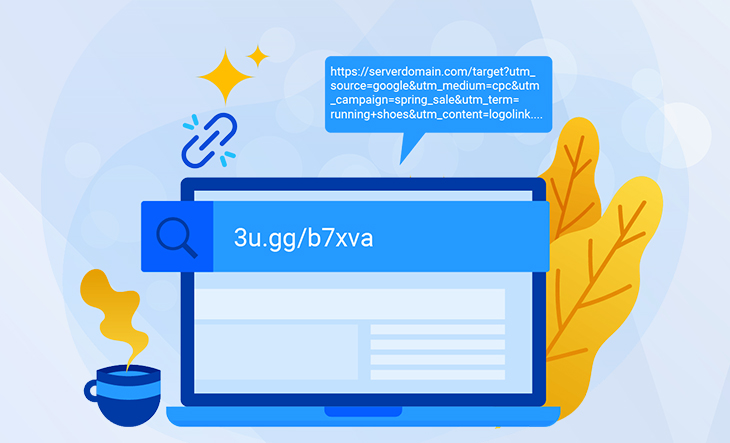 https://serverdomain.com/target?utm_
source=google&utm_medium=cpc&utm
_campaign=spring_sale&utm_term=
running+shoes&utm_content=logolink....
3u.gg/b7xva